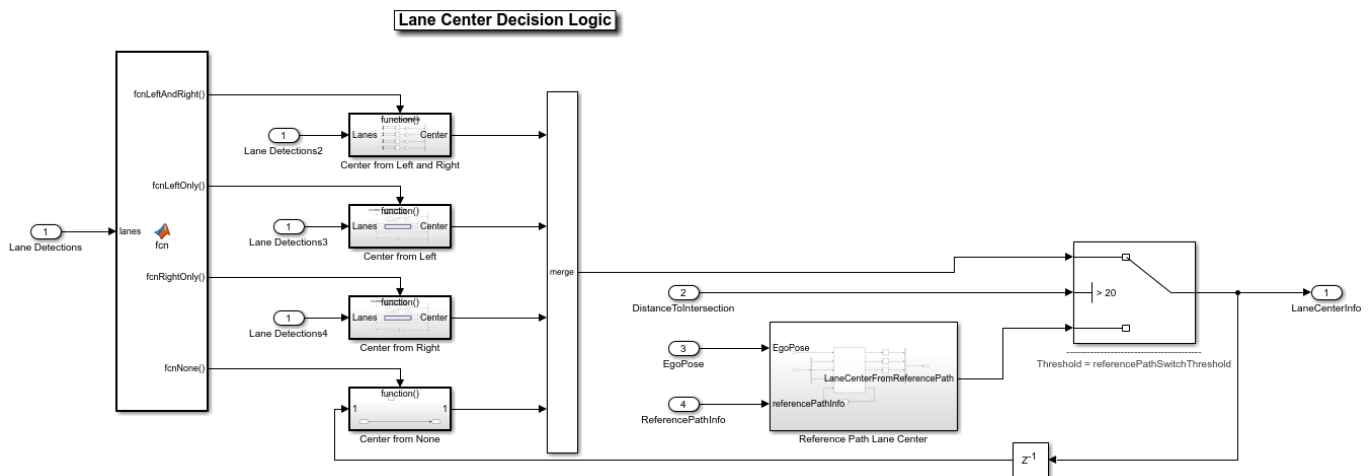 Lane Center Decision Logic
fcnLeftAndRight()
function()
1
Lanes
Center
Lane Detections2
Center from Left and Right
fcnLeftOnly()
function()
1
Lanes
Center
Lane Detections3
Center from Left
1
lanes
fcn
Lane Detections
fcnRightOnly()
function()
1
Lanes
Center
Lane Detections4
Center from Right
fcnNone()
function()
1
1
Center from None
merge
2
DistanceToIntersection
> 20
1
LaneCenterInfo
Threshold = referencePathSwitchThreshold
3
EgoPose
EgoPose
LaneCenterFromReferencePath
4
ReferencePathInfo
referencePathInfo
Reference Path Lane Center
Z-1